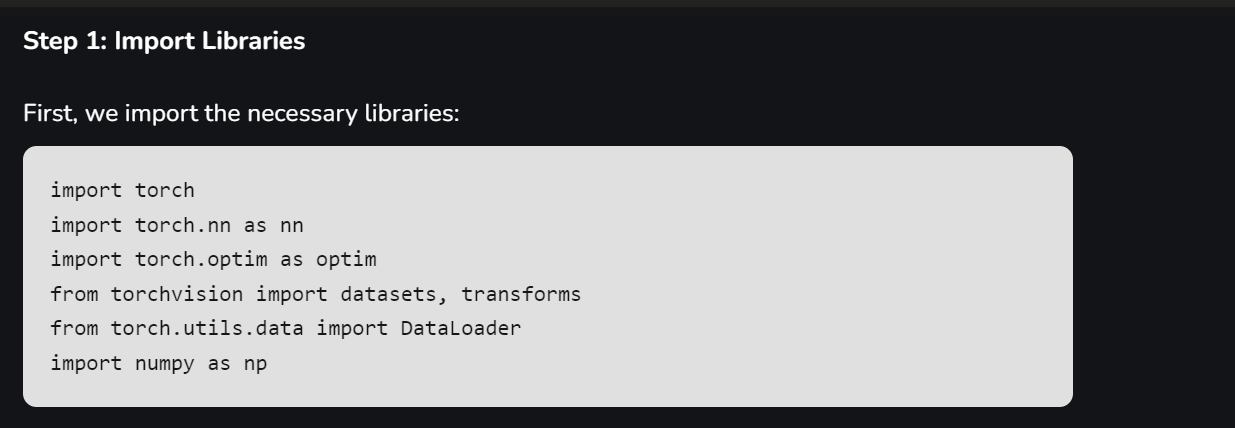 Step 1: Import Libraries
First, we import the necessary libraries:
import torch
import torch.nn as nn
import torch.optim as optim
from torchvision import datasets, transforms
from torch.utils.data import DataLoader
import numpy as np